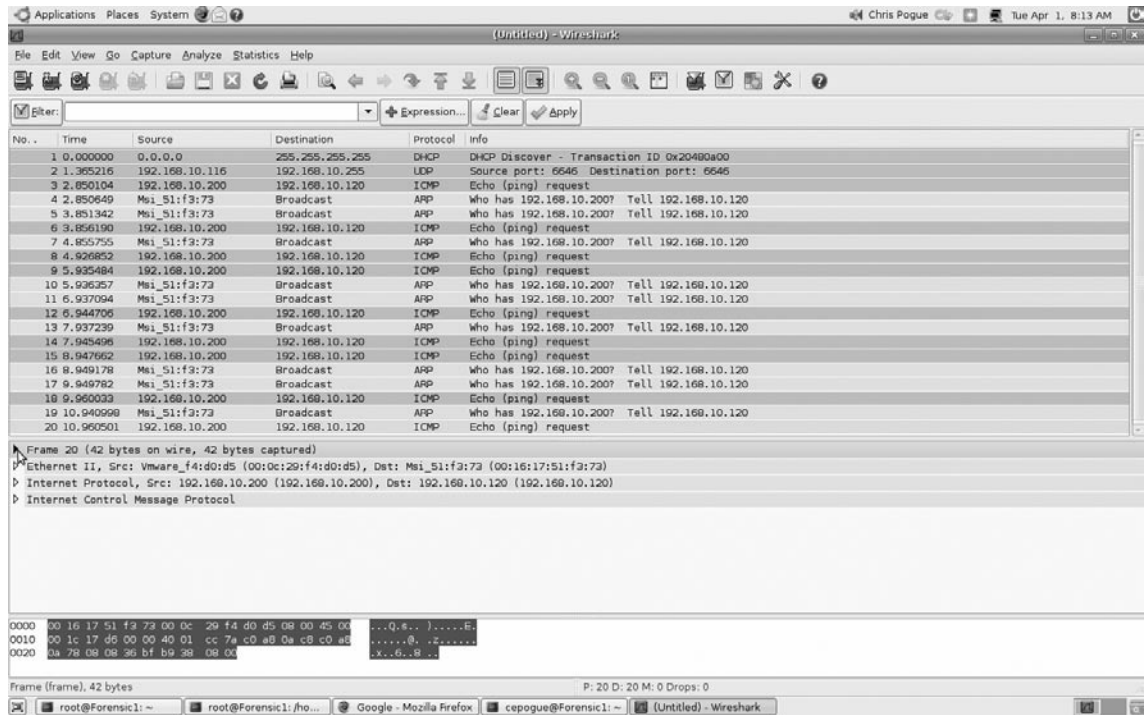 Applications Places System Chris Pogue Tue Apr 1, 8:13 AM
(Untitled) - Wireshark
File Edit View Go Capture Analyze Statistics Help
Filter: Expression... Clear Apply
No. . Time Source Destination Protocol Info
1 0.000000 0.0.0.0 255.255.255.255 DHCP DHCP Discover - Transaction ID 0x20480a00
2 1.365216 192.168.10.116 192.168.10.255 UDP Source port: 6646 Destination port: 6646
3 2.850104 192.168.10.200 192.168.10.120 ICMP Echo (ping) request
4 2.850649 Msi_51:f3:73 Broadcast ARP Who has 192.168.10.200? Tell 192.168.10.120
5 3.851342 Msi_51:f3:73 Broadcast ARP Who has 192.168.10.200? Tell 192.168.10.120
6 3.856190 192.168.10.200 192.168.10.120 ICMP Echo (ping) request
7 4.855755 Msi_51:f3:73 Broadcast ARP Who has 192.168.10.200? Tell 192.168.10.120
8 4.926852 192.168.10.200 192.168.10.120 ICMP Echo (ping) request
9 5.935484 192.168.10.200 192.168.10.120 ICMP Echo (ping) request
10 5.936357 Msi_51:f3:73 Broadcast ARP Who has 192.168.10.200? Tell 192.168.10.120
11 6.937094 Msi_51:f3:73 Broadcast ARP Who has 192.168.10.200? Tell 192.168.10.120
12 6.944706 192.168.10.200 192.168.10.120 ICMP Echo (ping) request
13 7.937239 Msi_51:f3:73 Broadcast ARP Who has 192.168.10.200? Tell 192.168.10.120
14 7.945496 192.168.10.200 192.168.10.120 ICMP Echo (ping) request
15 8.947662 192.168.10.200 192.168.10.120 ICMP Echo (ping) request
16 8.949178 Msi_51:f3:73 Broadcast ARP Who has 192.168.10.200? Tell 192.168.10.120
17 9.949782 Msi_51:f3:73 Broadcast ARP Who has 192.168.10.200? Tell 192.168.10.120
18 9.960033 192.168.10.200 192.168.10.120 ICMP Echo (ping) request
19 10.940998 Msi_51:f3:73 Broadcast ARP Who has 192.168.10.200? Tell 192.168.10.120
20 10.960501 192.168.10.200 192.168.10.120 ICMP Echo (ping) request
Frame 20 (42 bytes on wire, 42 bytes captured)
Ethernet II, Src: Vmware_f4:d0:d5 (00:0c:29:f4:d0:d5), Dst: Msi_51:f3:73 (00:16:17:51:f3:73)
Internet Protocol, Src: 192.168.10.200 (192.168.10.200), Dst: 192.168.10.120 (192.168.10.120)
Internet Control Message Protocol
0000 00 16 17 51 f3 73 00 0c 29 f4 d0 d5 08 00 45 00 ...Q.s.. ).....E.
0010 00 1c 17 d6 00 00 40 01 cc 7a c0 a8 0a c8 c0 a8 ......@. .z......
0020 0a 78 08 08 36 bf b9 38 08 00 .x..6..8 ..
Frame (frame), 42 bytes P: 20 D: 20 M: 0 Drops: 0
root@Forensic1: ~ root@Forensic1: /ho... Google - Mozilla Firefox cepogue@Forensic1: ~ (Untitled) - Wireshark